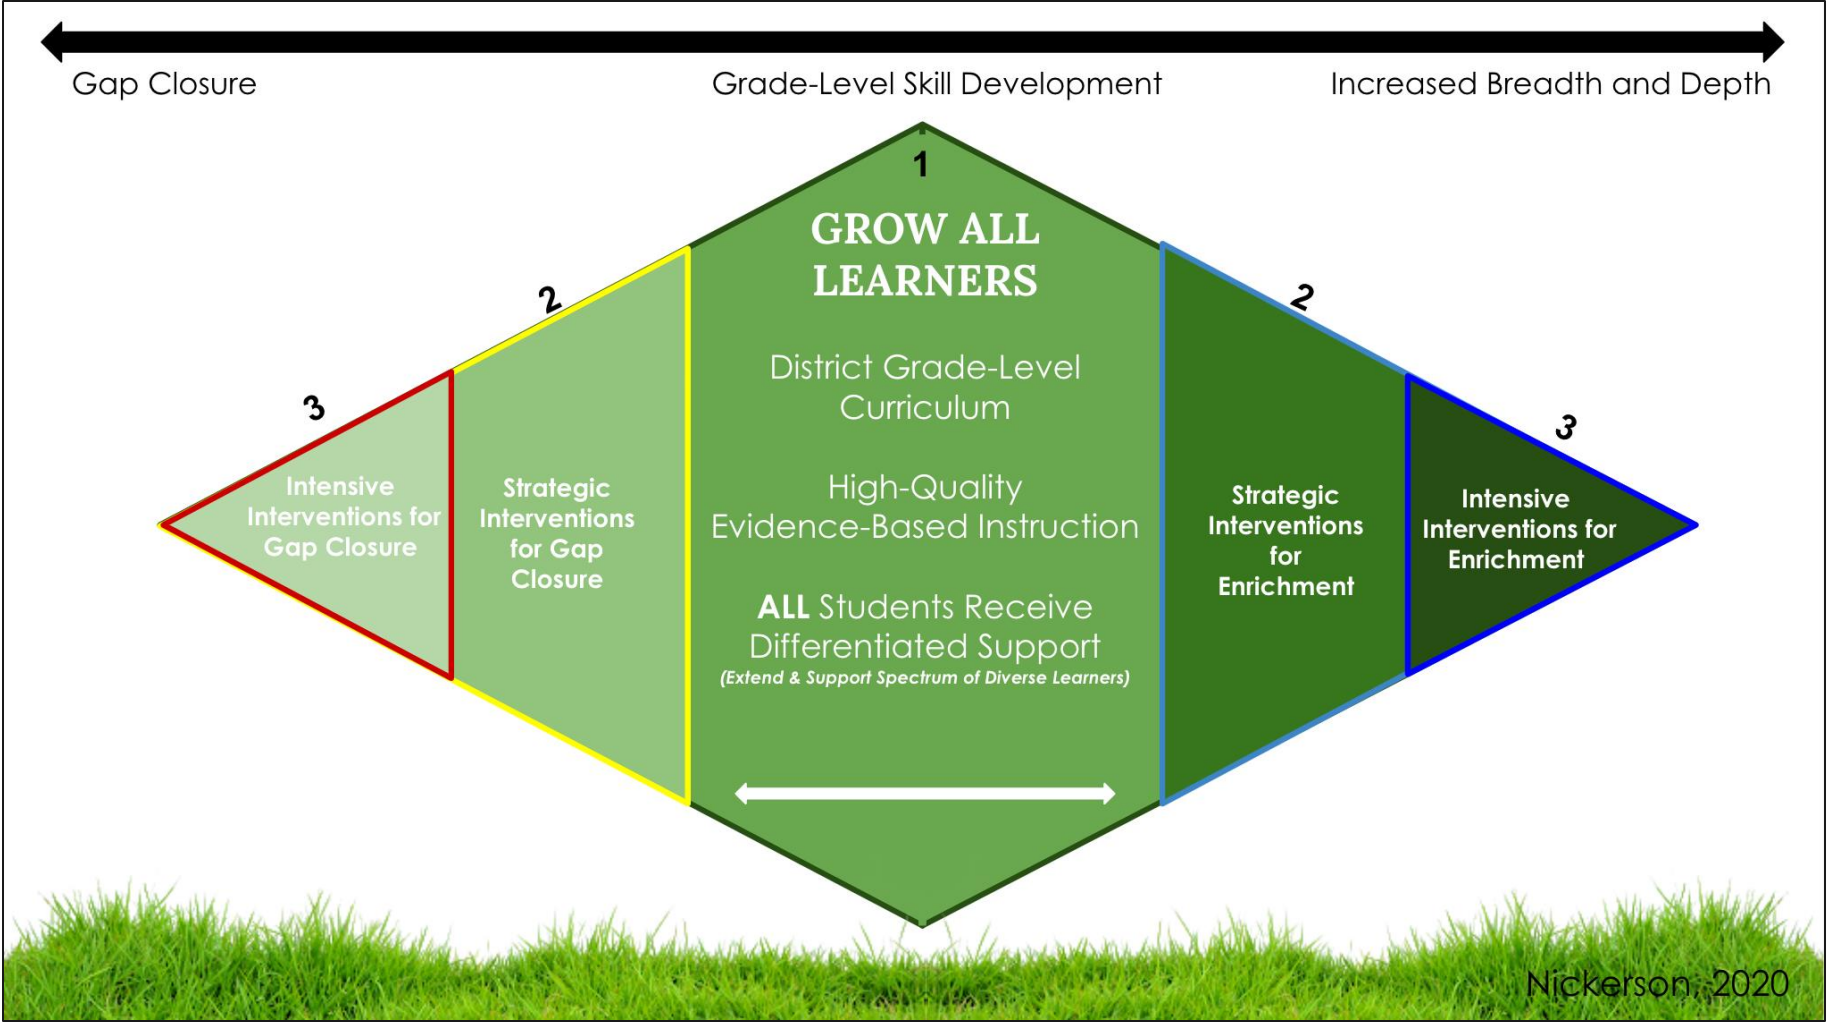 Gap Closure
Grade-Level Skill Development
Increased Breadth and Depth
1
GROW ALL
LEARNERS
District Grade-Level
Curriculum
High-Quality
Evidence-Based Instruction
ALL Students Receive
Differentiated Support
(Extend & Support Spectrum of Diverse Learners)
3
Intensive
Interventions for
Gap Closure
2
Strategic
Interventions
for Gap
Closure
2
Strategic
Interventions
for
Enrichment
3
Intensive
Interventions for
Enrichment
Nickerson, 2020